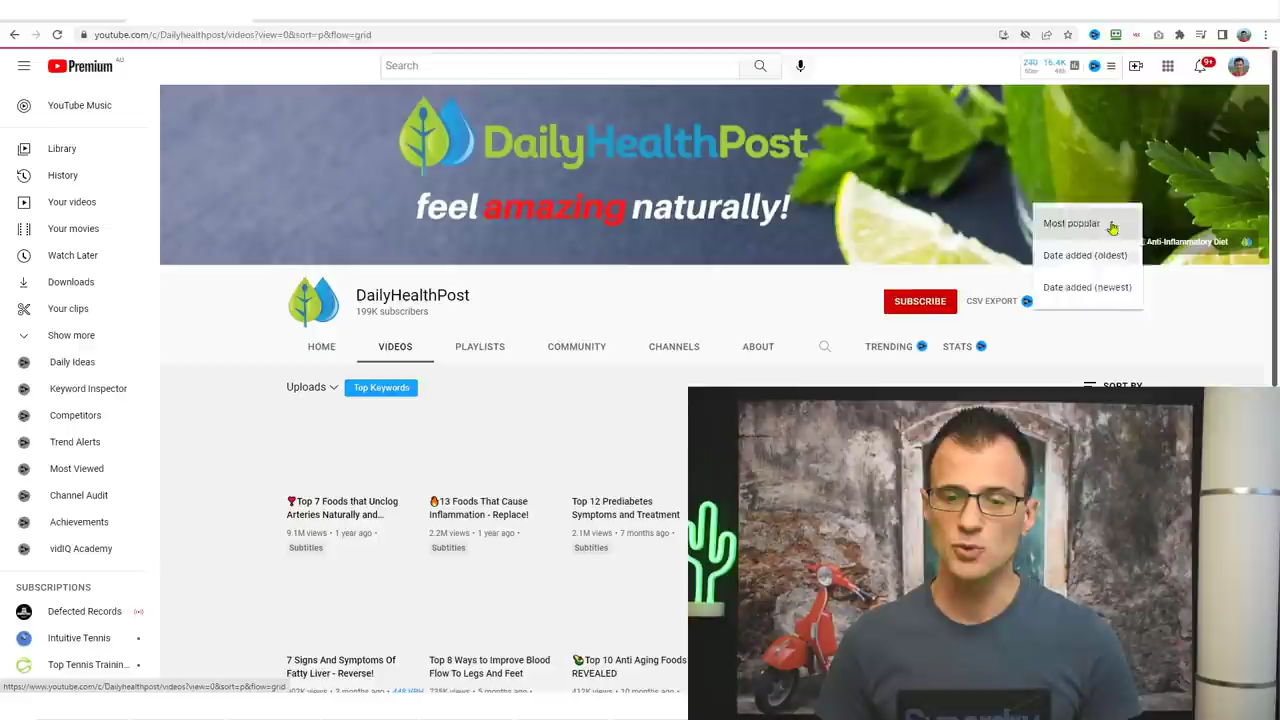 youtube.com/c/Dailyhealthpost/videos?view=0&sort=p&flow=grid
Premium AU
Search
240 16.4K
60m 48h
9+
YouTube Music
Library
History
Your videos
Your movies
Watch Later
Downloads
Your clips
Show more
Daily Ideas
Keyword Inspector
Competitors
Trend Alerts
Most Viewed
Channel Audit
Achievements
vidIQ Academy
SUBSCRIPTIONS
Defected Records
Intuitive Tennis
Top Tennis Trainin...
https://www.youtube.com/c/Dailyhealthpost/videos?view=0&sort=p&flow=grid
DailyHealthPost
feel amazing naturally!
Most popular
Anti-Inflammatory Diet
Date added (oldest)
Date added (newest)
DailyHealthPost
199K subscribers
SUBSCRIBE
CSV EXPORT
HOME
VIDEOS
PLAYLISTS
COMMUNITY
CHANNELS
ABOUT
TRENDING
STATS
Uploads
Top Keywords
SORT BY
Top 7 Foods that Unclog
Arteries Naturally and...
9.1M views • 1 year ago •
Subtitles
13 Foods That Cause
Inflammation - Replace!
2.2M views • 1 year ago •
Subtitles
Top 12 Prediabetes
Symptoms and Treatment
2.1M views • 7 months ago •
Subtitles
7 Signs And Symptoms Of
Fatty Liver - Reverse!
Top 8 Ways to Improve Blood
Flow To Legs And Feet
Top 10 Anti Aging Foods
REVEALED